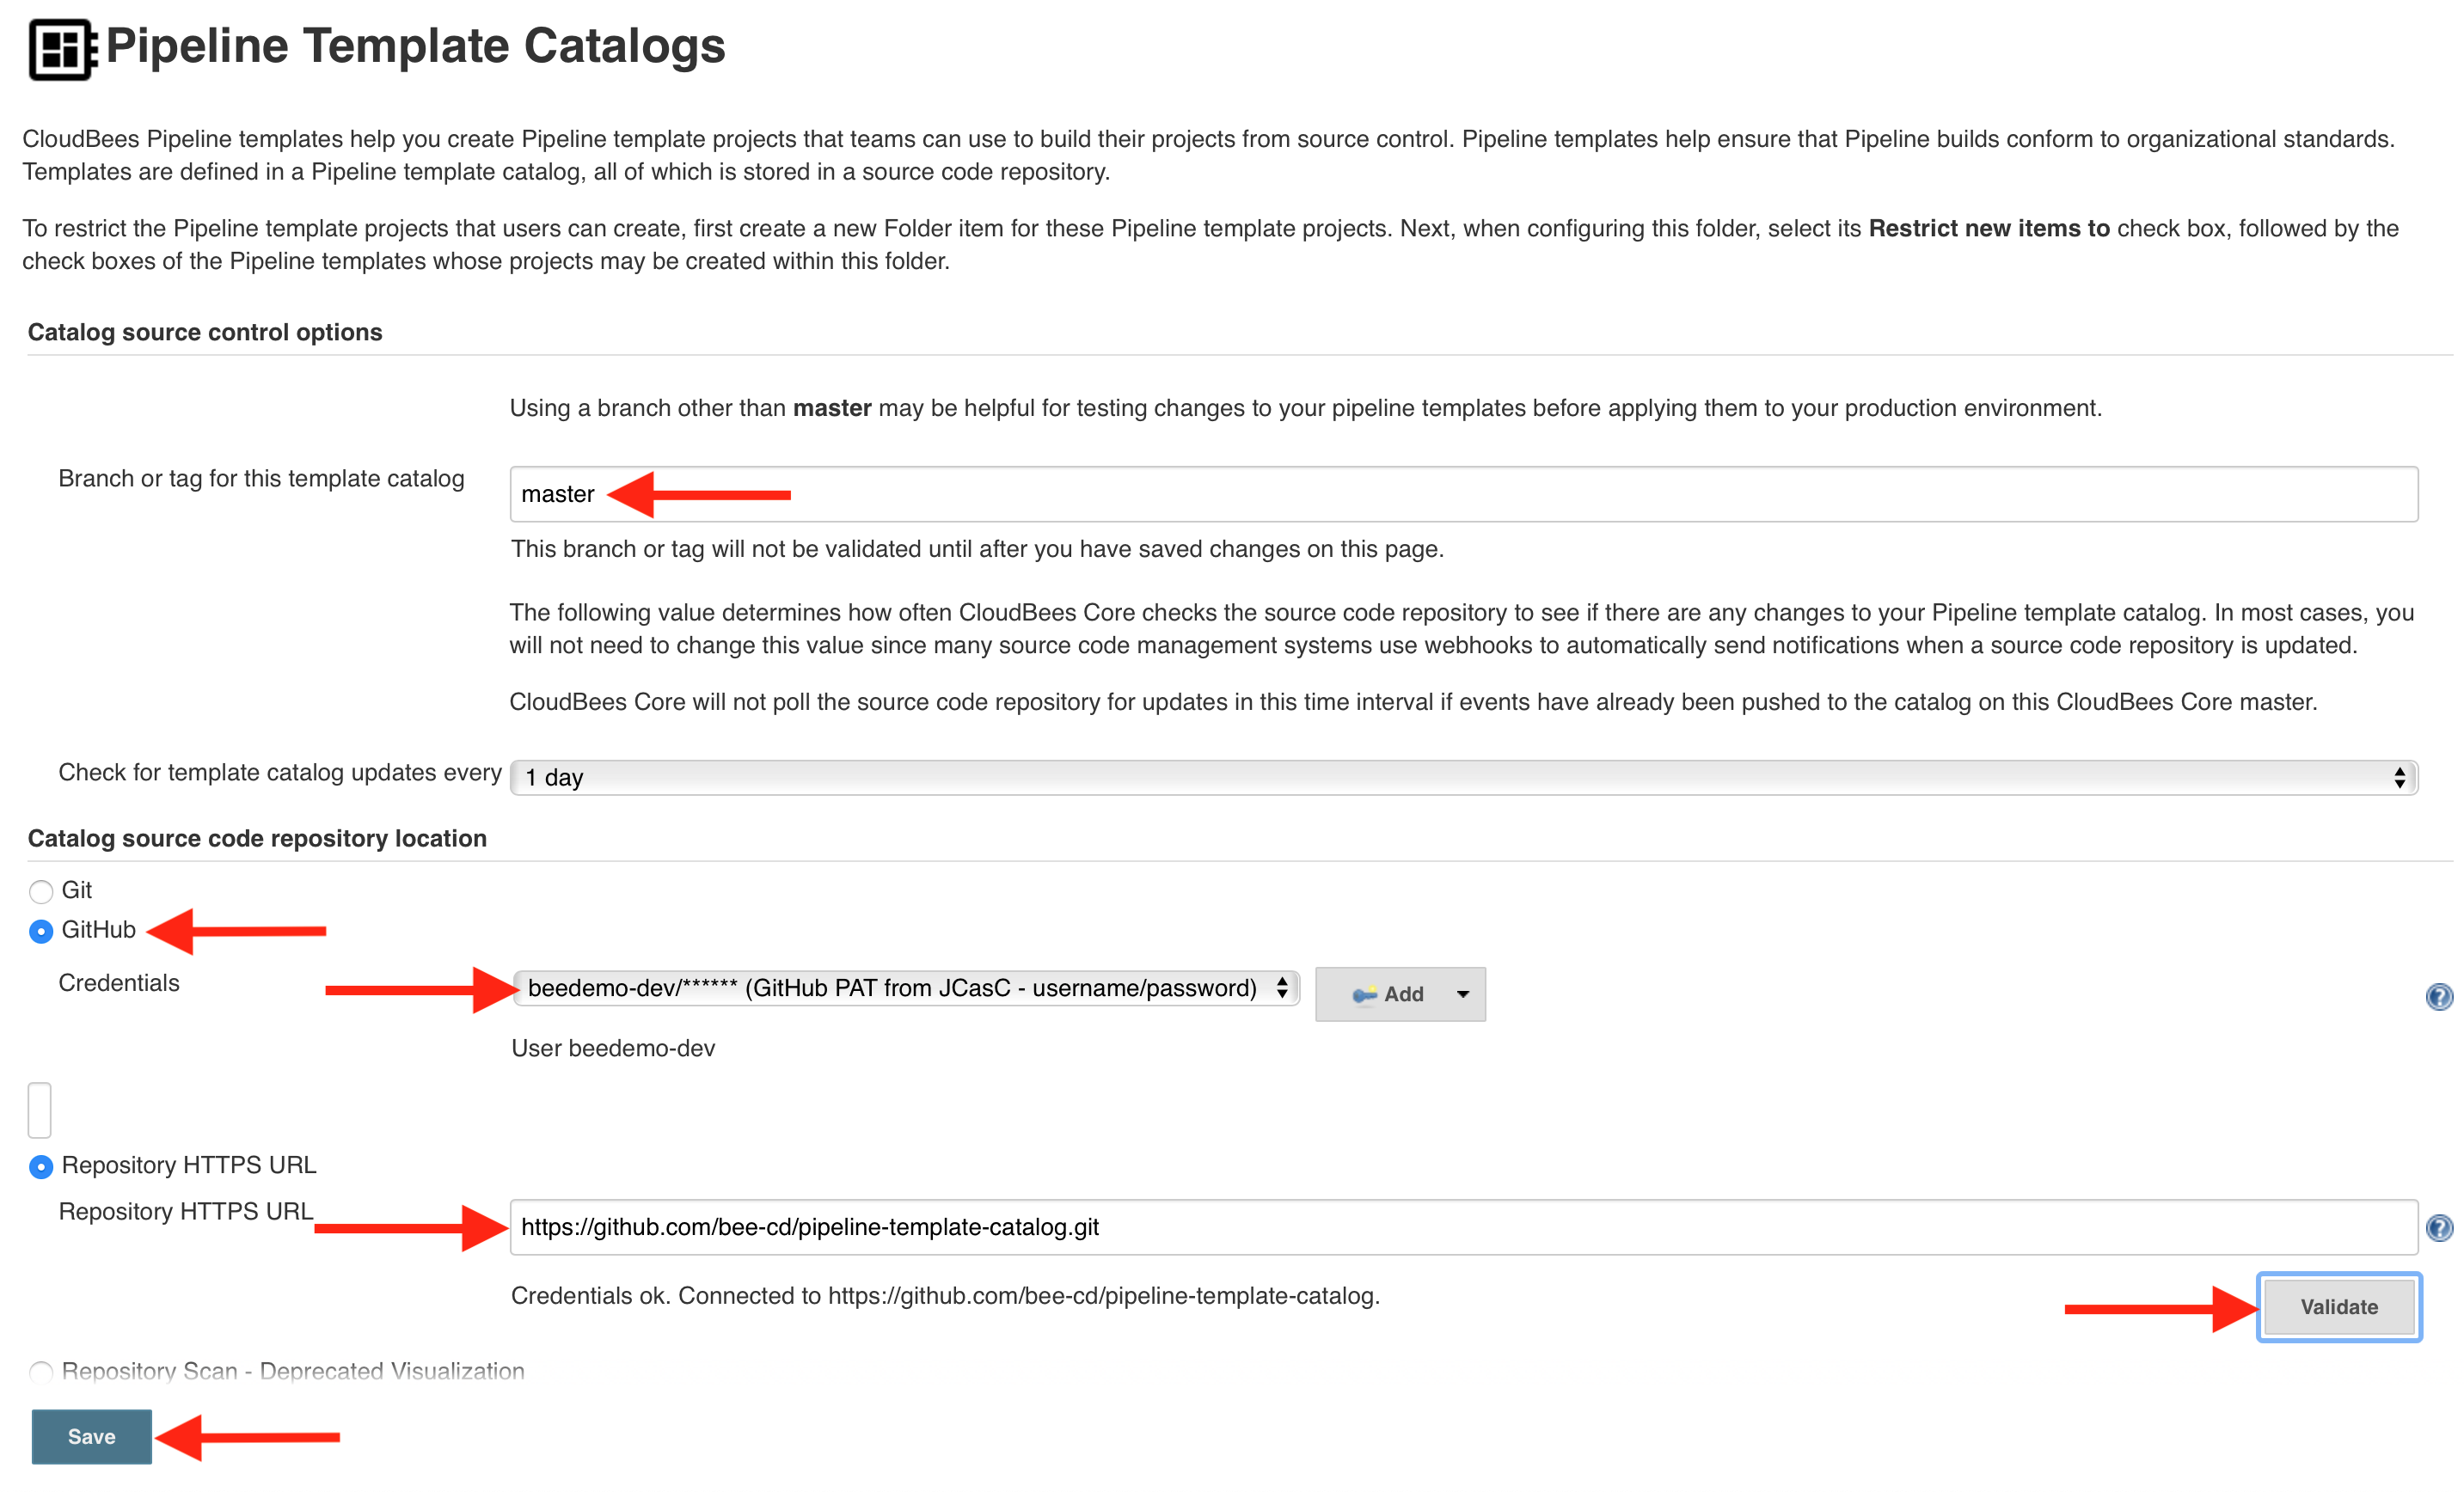 Pipeline Template Catalogs
CloudBees Pipeline templates help you create Pipeline template projects that teams can use to build their projects from source control. Pipeline templates help ensure that Pipeline builds conform to organizational standards.
Templates are defined in a Pipeline template catalog, all of which is stored in a source code repository.
To restrict the Pipeline template projects that users can create, first create a new Folder item for these Pipeline template projects. Next, when configuring this folder, select its Restrict new items to check box, followed by the
check boxes of the Pipeline templates whose projects may be created within this folder.
Catalog source control options
Using a branch other than master may be helpful for testing changes to your pipeline templates before applying them to your production environment.
Branch or tag for this template catalog
master
This branch or tag will not be validated until after you have saved changes on this page.
The following value determines how often CloudBees Core checks the source code repository to see if there are any changes to your Pipeline template catalog. In most cases, you
will not need to change this value since many source code management systems use webhooks to automatically send notifications when a source code repository is updated.
CloudBees Core will not poll the source code repository for updates in this time interval if events have already been pushed to the catalog on this CloudBees Core master.
Check for template catalog updates every
1 day
Catalog source code repository location
Git
GitHub
Credentials
beedemo-dev/****** (GitHub PAT from JCasC - username/password)
Add
User beedemo-dev
Repository HTTPS URL
Repository HTTPS URL
https://github.com/bee-cd/pipeline-template-catalog.git
Credentials ok. Connected to https://github.com/bee-cd/pipeline-template-catalog.
Validate
Repository Scan - Deprecated Visualization
Save